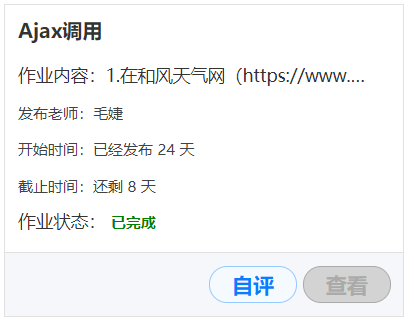 Ajax调用
作业内容：1.在和风天气网（https://www....
发布老师：毛婕
开始时间：已经发布 24 天
截止时间：还剩 8 天
作业状态： 已完成
自评 查看